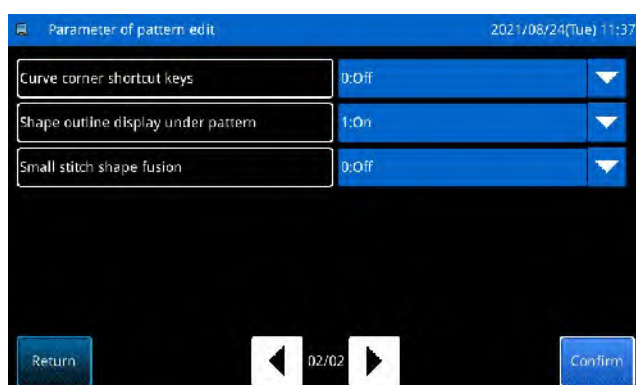 Parameter of pattern edit 2021/08/24(Tue) 11:37
Curve corner shortcut keys 0:Off
Shape outline display under pattern 1:On
Small stitch shape fusion 0:Off
Return 02/02 Confirm